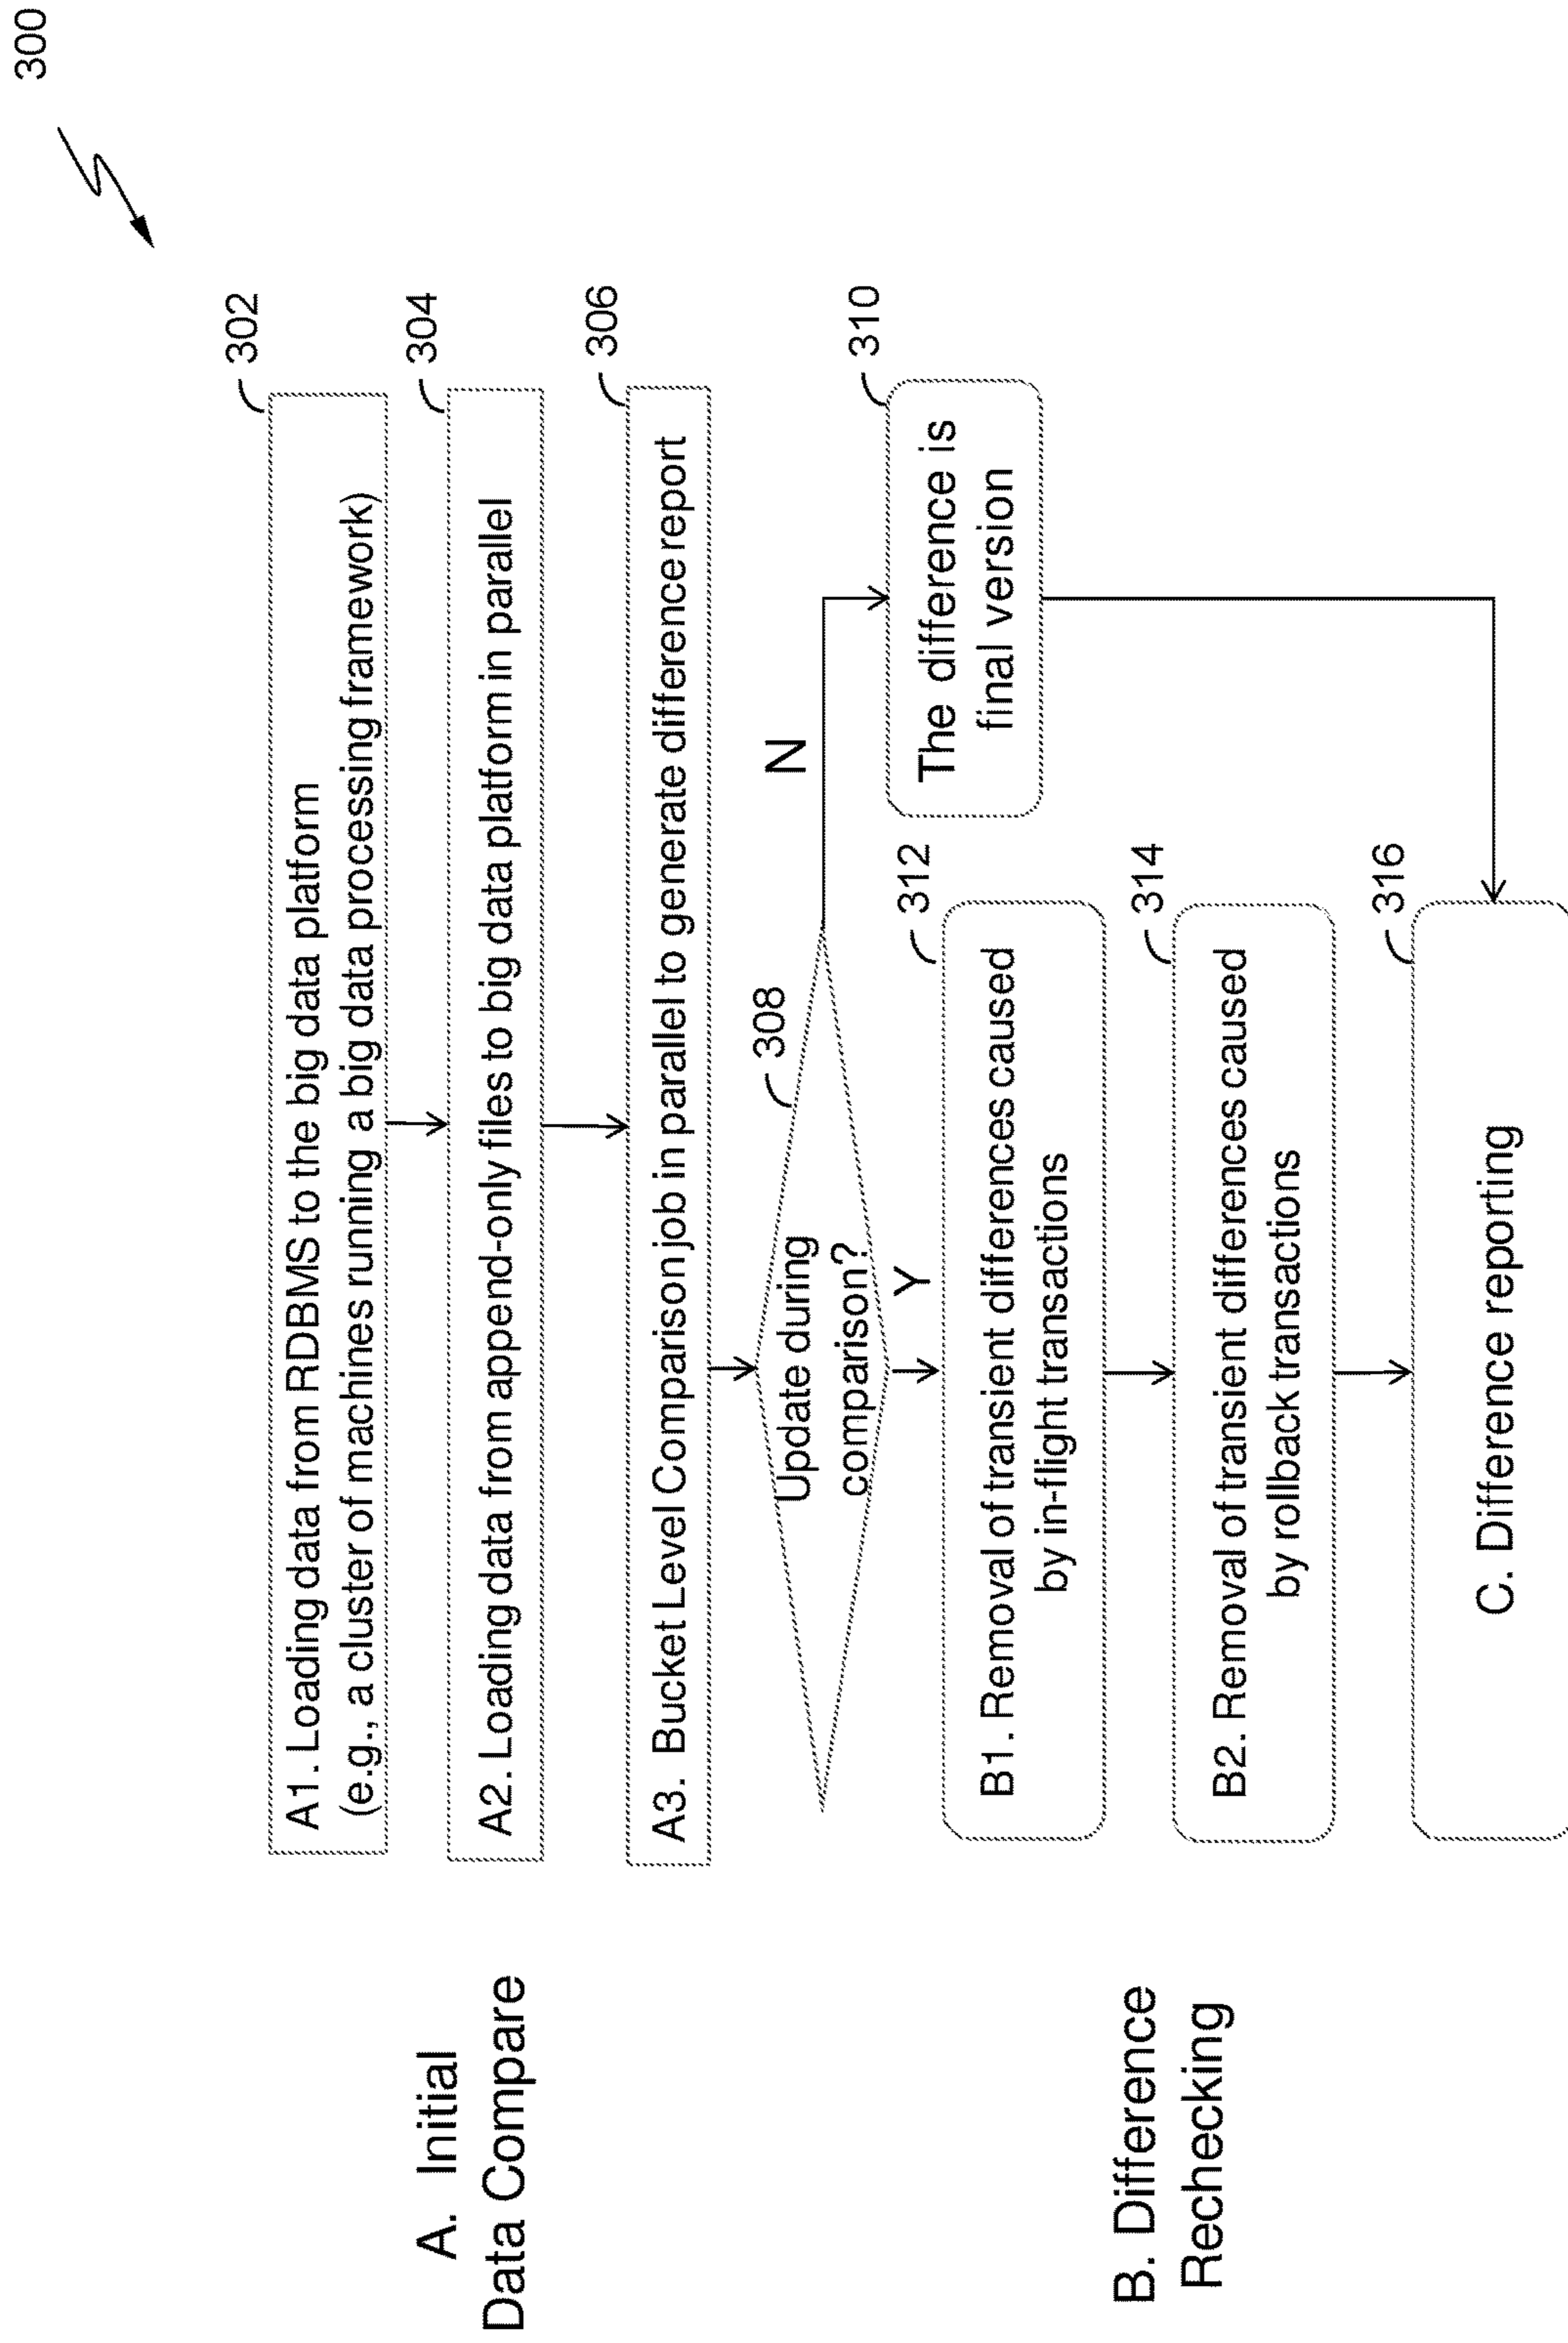 300
302
A1. Loading data from RDBMS to the big data platform
(e.g., a cluster of machines running a big data processing framework)
A. Initial
Data Compare
304
A2. Loading data from append-only files to big data platform in parallel
306
A3. Bucket Level Comparison job in parallel to generate difference report
308
Update during
comparison?
N
Y
310
The difference is
final version
B. Difference
Rechecking
312
B1. Removal of transient differences caused
by in-flight transactions
314
B2. Removal of transient differences caused
by rollback transactions
316
C. Difference reporting